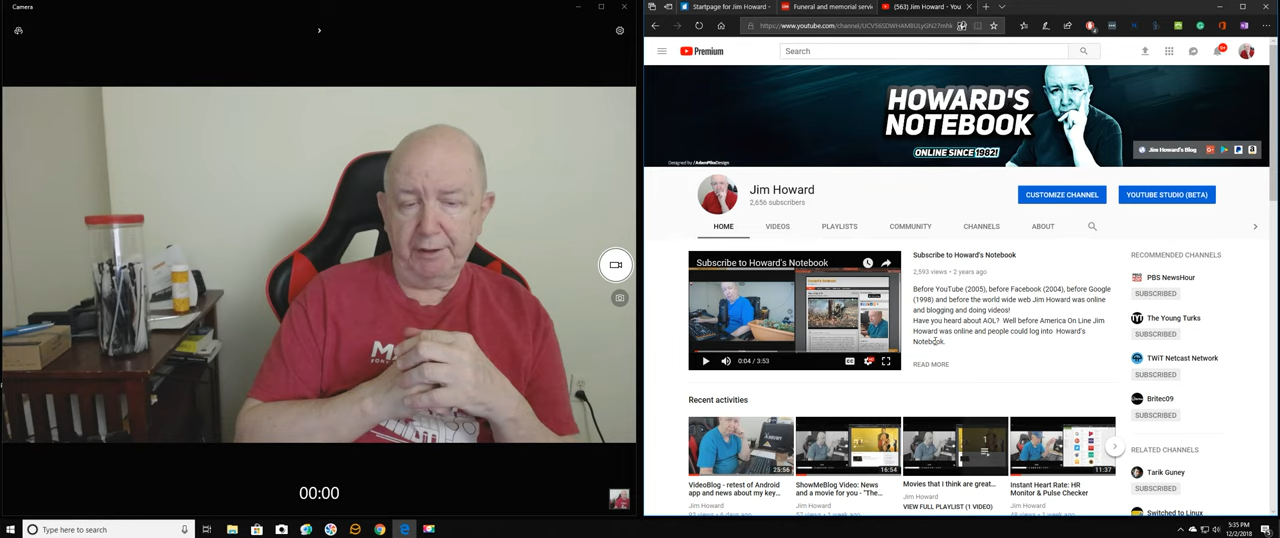 Camera
00:00
Startpage for Jim Howard -
Funeral and memorial servi
(563) Jim Howard - You
Premium
Search
9+
HOWARD'S
NOTEBOOK
ONLINE SINCE 1982!
Jim Howard's Blog
Jim Howard
2,656 subscribers
CUSTOMIZE CHANNEL
YOUTUBE STUDIO (BETA)
HOME
VIDEOS
PLAYLISTS
COMMUNITY
CHANNELS
ABOUT
Subscribe to Howard's Notebook
0:04 / 3:53
Subscribe to Howard's Notebook
2,593 views • 2 years ago
Before YouTube (2005), before Facebook (2004), before Google
(1998) and before the world wide web Jim Howard was online
and blogging and doing videos!
Have you heard about AOL? Well before America On Line Jim
Howard was online and people could log into Howard's
Notebook.
READ MORE
RECOMMENDED CHANNELS
PBS NewsHour
SUBSCRIBED
The Young Turks
SUBSCRIBED
TWiT Netcast Network
SUBSCRIBED
Britec09
SUBSCRIBED
RELATED CHANNELS
Tarik Guney
SUBSCRIBED
Switched to Linux
Recent activities
25:56
VideoBlog - retest of Android
app and news about my key...
Jim Howard
16:54
ShowMeBlog Video: News
and a movie for you - "The...
Jim Howard
1
Movies that I think are great...
Jim Howard
VIEW FULL PLAYLIST (1 VIDEO)
11:37
Instant Heart Rate: HR
Monitor & Pulse Checker
Jim Howard
Type here to search
5:35 PM
12/2/2018